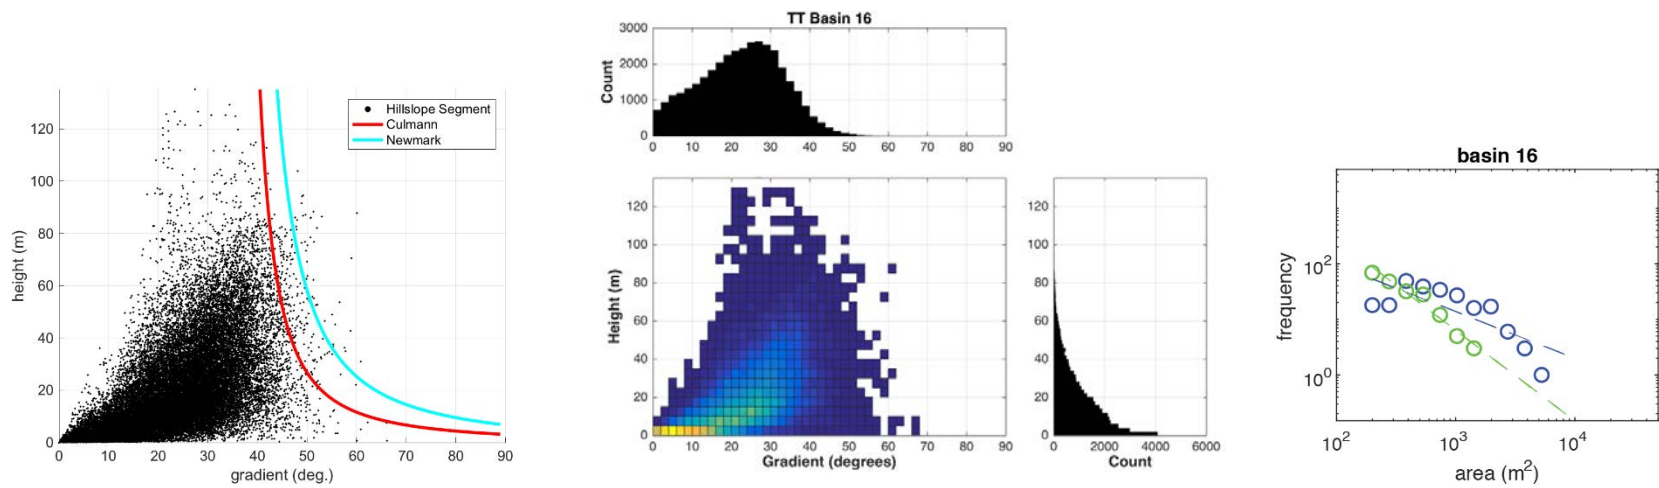 120
100
80
60
40
20
0
height (m)
0 10 20 30 40 50 60 70 80 90
gradient (deg.)
Hillslope Segment
Culmann
Newmark
TT Basin 16
3000
2000
1000
0
Count
0 10 20 30 40 50 60 70 80 90
120
100
80
60
40
20
0
Height (m)
0 10 20 30 40 50 60 70 80 90
Gradient (degrees)
120
100
80
60
40
20
0
0 2000 4000 6000
Count
basin 16
10²
10⁰
frequency
10² 10³ 10⁴
area (m²)